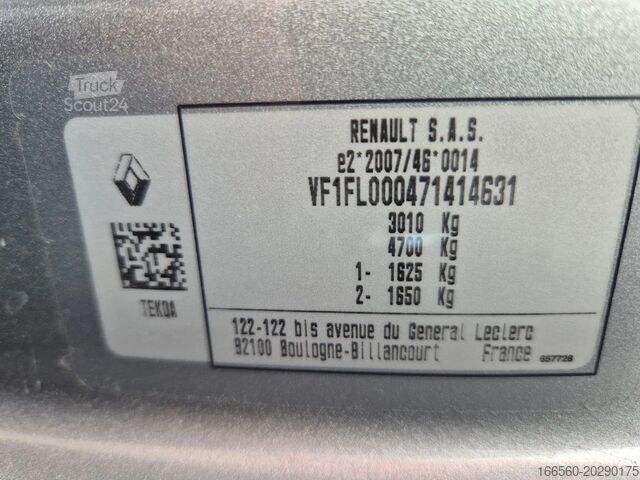 Truck
Scout24
RENAULT S.A.S.
e2*2007/46*0014
VF1FL000471414631
3010 Kg
4700 Kg
1- 1625 Kg
2- 1650 Kg
TEKQA
122-122 bis avenue du General Leclerc
92100 Boulogne-Billancourt France 657728
166560-20290175